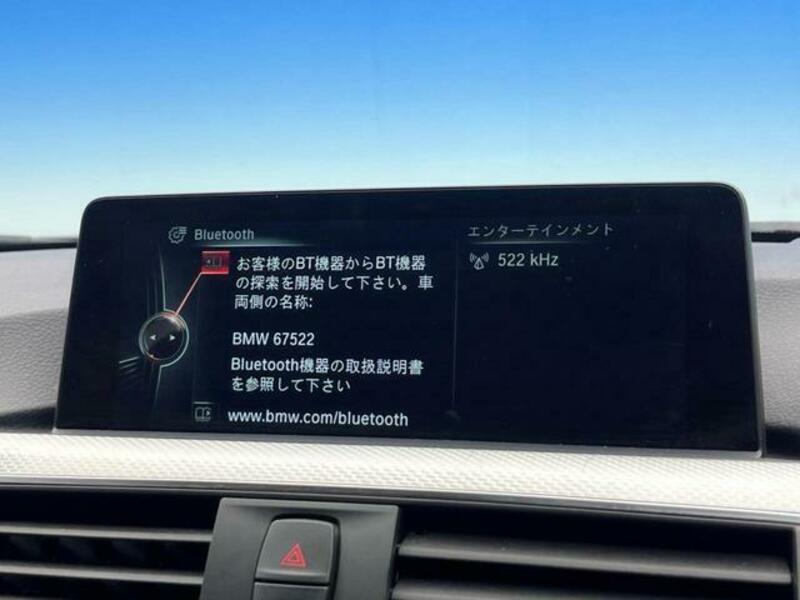 Bluetooth
お客様のBT機器からBT機器
の探索を開始して下さい。車
両側の名称:
BMW 67522
Bluetooth機器の取扱説明書
を参照して下さい
www.bmw.com/bluetooth
エンターテインメント
522 kHz